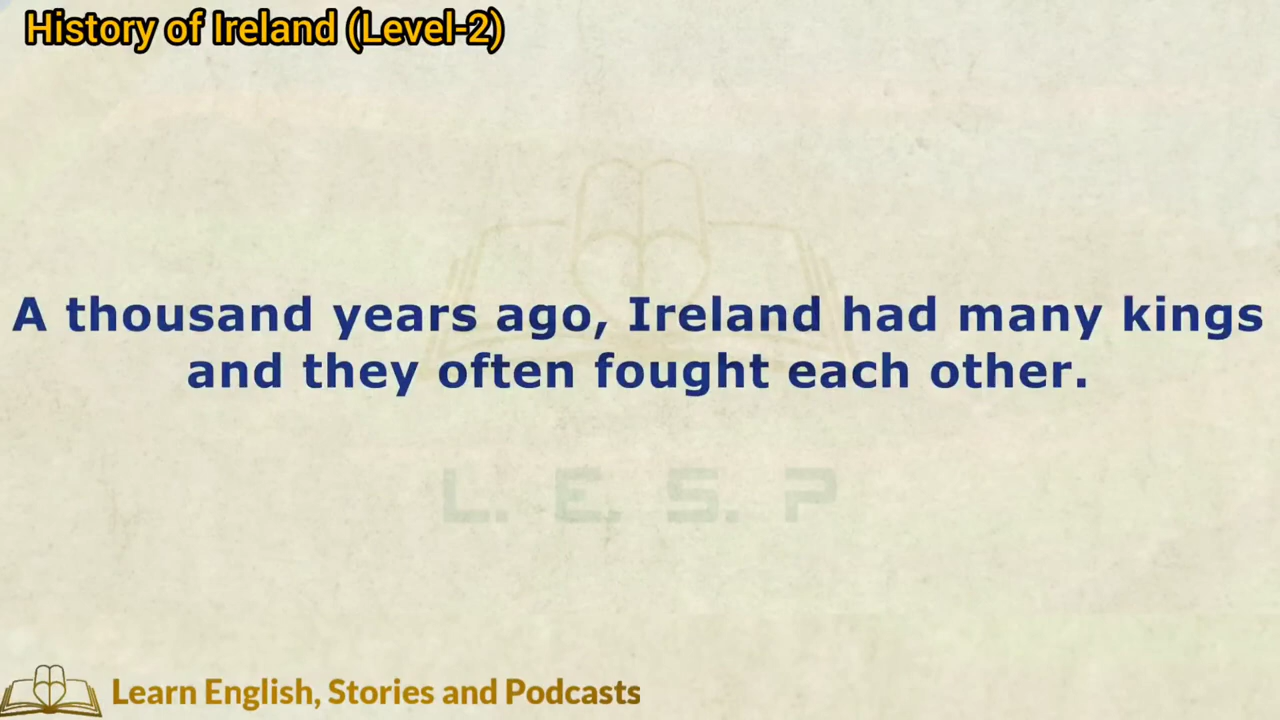 History of Ireland (Level-2)
A thousand years ago, Ireland had many kings
and they often fought each other.
L. E. S. P
Learn English, Stories and Podcasts